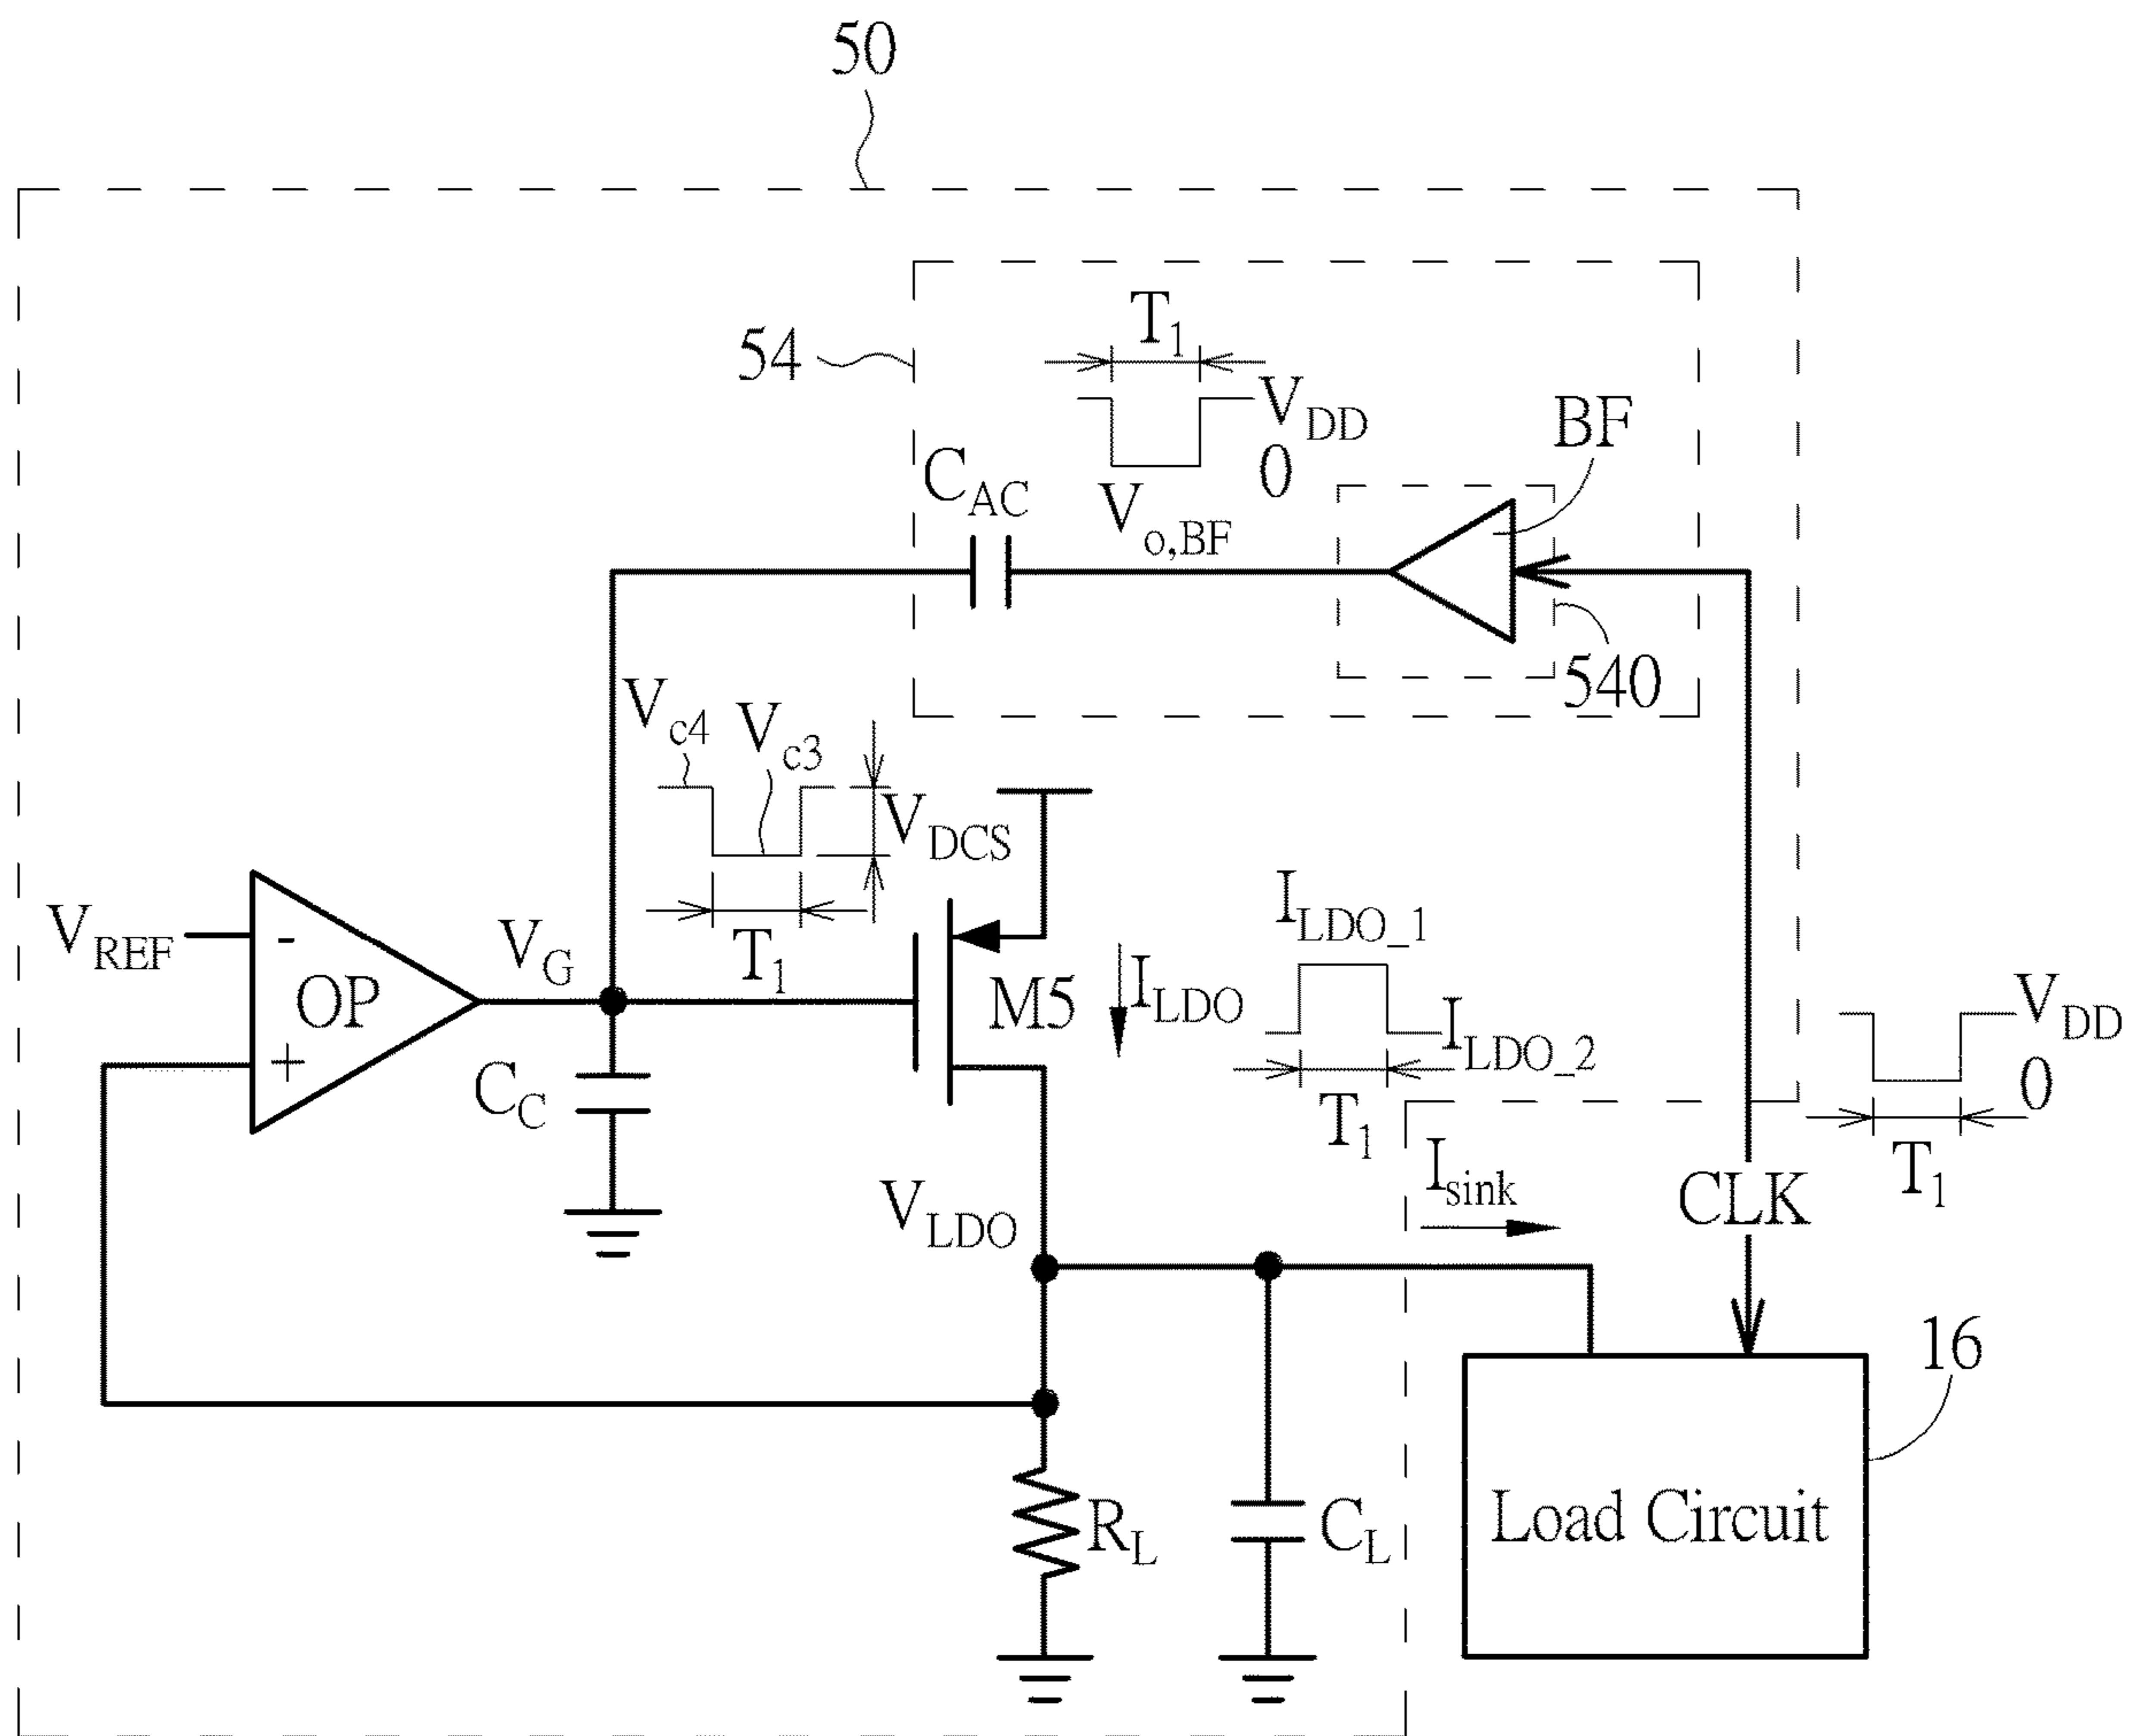 50
54
T1
VDD
0
BF
CAC
Vo,BF
540
Vc4
Vc3
VDCS
T1
VREF
-
OP
+
VG
CC
M5
ILDO
ILDO_1
ILDO_2
T1
VDD
0
T1
Isink
CLK
VLDO
16
RL
CL
Load Circuit